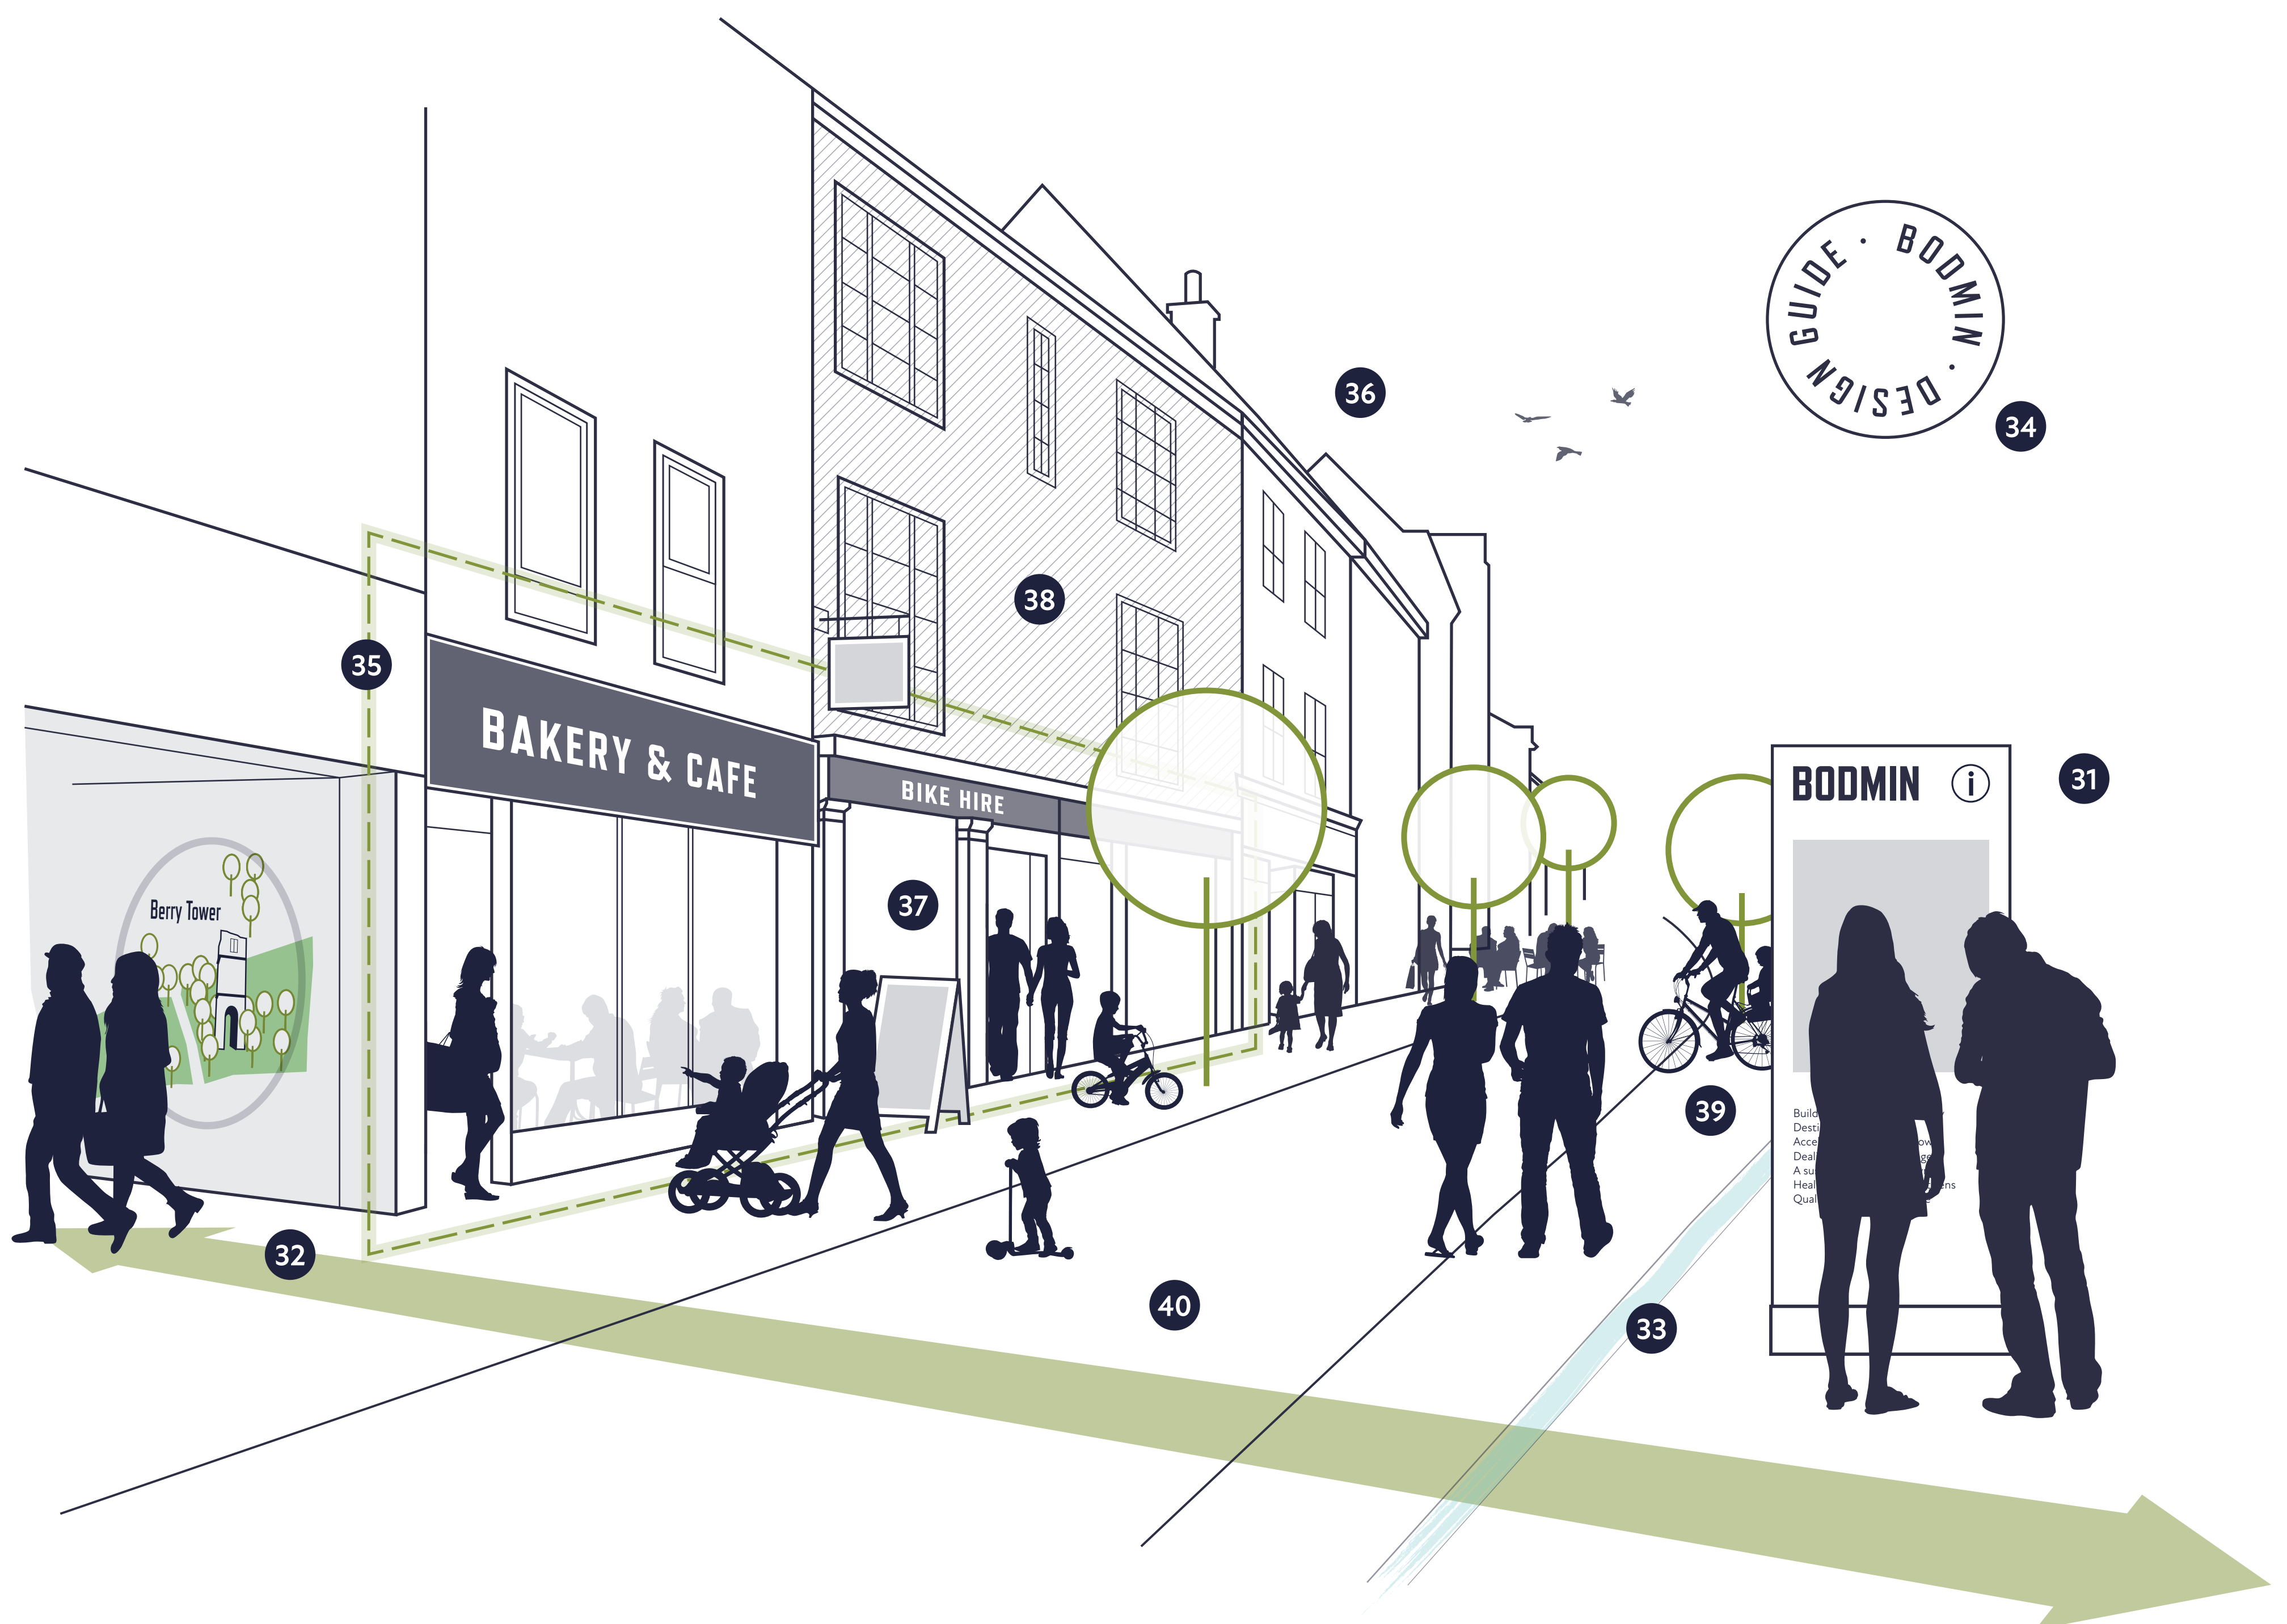 BODMIN · DESIGN GUIDE ·
36
34
38
35
BAKERY & CAFE
BIKE HIRE
BODMIN i
31
37
Berry Tower
39
32
40
33
A